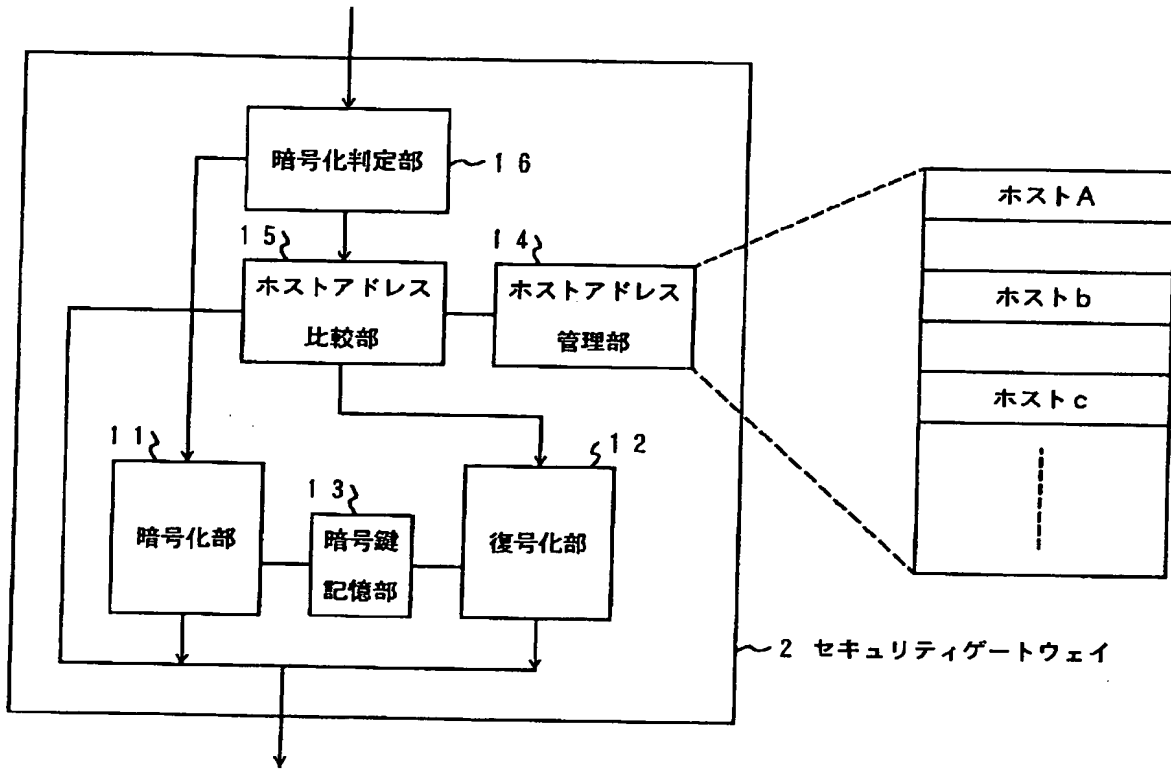 暗号化判定部
16
15
14
ホストアドレス
比較部
ホストアドレス
管理部
ホストA
ホストb
ホストc
11
暗号化部
13
暗号鍵
記憶部
12
復号化部
2 セキュリティゲートウェイ